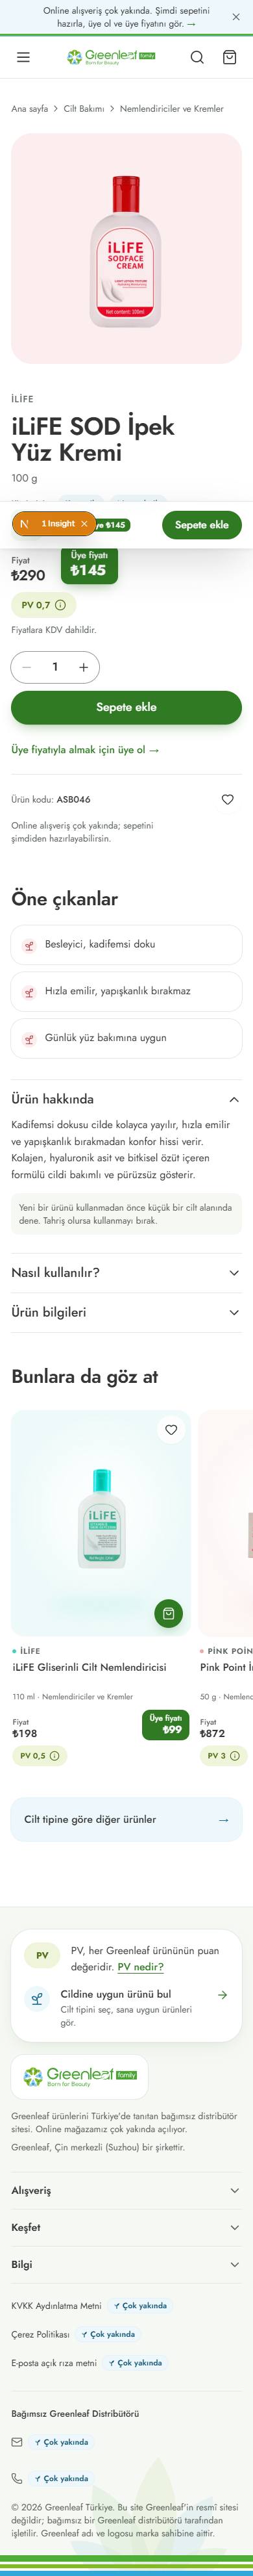 Online alışveriş çok yakında. Şimdi sepetini
hazırla, üye ol ve üye fiyatını gör. →
Greenleaf family
Born for Beauty
Ana sayfa > Cilt Bakımı > Nemlendiriciler ve Kremler
iLiFE
SODFACE
CREAM
Net content: 100ml
İLİFE
iLiFE SOD İpek
Yüz Kremi
100 g
1 Insight
₺145
Sepete ekle
Fiyat
₺290
Üye fiyatı
₺145
PV 0,7
Fiyatlara KDV dahildir.
1
Sepete ekle
Üye fiyatıyla almak için üye ol →
Ürün kodu: ASB046
Online alışveriş çok yakında; sepetini
şimdiden hazırlayabilirsin.
Öne çıkanlar
Besleyici, kadifemsi doku
Hızla emilir, yapışkanlık bırakmaz
Günlük yüz bakımına uygun
Ürün hakkında
Kadifemsi dokusu cilde kolayca yayılır, hızla emilir
ve yapışkanlık bırakmadan konfor hissi verir.
Kolajen, hyaluronik asit ve bitkisel özüt içeren
formülü cildi bakımlı ve pürüzsüz gösterir.
Yeni bir ürünü kullanmadan önce küçük bir cilt alanında
dene. Tahriş olursa kullanmayı bırak.
Nasıl kullanılır?
Ürün bilgileri
Bunlara da göz at
iLiFE
İLİFE
iLiFE Gliserinli Cilt Nemlendiricisi
110 ml · Nemlendiriciler ve Kremler
Fiyat
₺198
Üye fiyatı
₺99
PV 0,5
PİNK POİN
Pink Point İ
50 g · Nemlend
Fiyat
₺872
PV 3
Cilt tipine göre diğer ürünler →
PV
PV, her Greenleaf ürününün puan
değeridir. PV nedir?
Cildine uygun ürünü bul
Cilt tipini seç, sana uygun ürünleri
gör.
Greenleaf family
Born for Beauty
Greenleaf ürünlerini Türkiye'de tanıtan bağımsız distribütör
sitesi. Online mağazamız çok yakında açılıyor.
Greenleaf, Çin merkezli (Suzhou) bir şirkettir.
Alışveriş
Keşfet
Bilgi
KVKK Aydınlatma Metni Çok yakında
Çerez Politikası Çok yakında
E-posta açık rıza metni Çok yakında
Bağımsız Greenleaf Distribütörü
Çok yakında
Çok yakında
© 2026 Greenleaf Türkiye. Bu site Greenleaf'in resmî sitesi
değildir; bağımsız bir Greenleaf distribütörü tarafından
işletilir. Greenleaf adı ve logosu marka sahibine aittir.